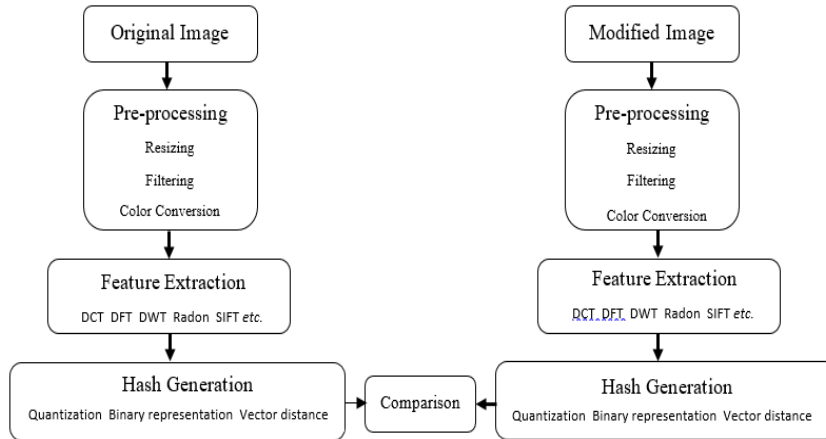 Original Image
Pre-processing
Resizing
Filtering
Color Conversion
Feature Extraction
DCT DFT DWT Radon SIFT etc.
Hash Generation
Quantization Binary representation Vector distance
Comparison
Modified Image
Pre-processing
Resizing
Filtering
Color Conversion
Feature Extraction
DCT DFT DWT Radon SIFT etc.
Hash Generation
Quantization Binary representation Vector distance